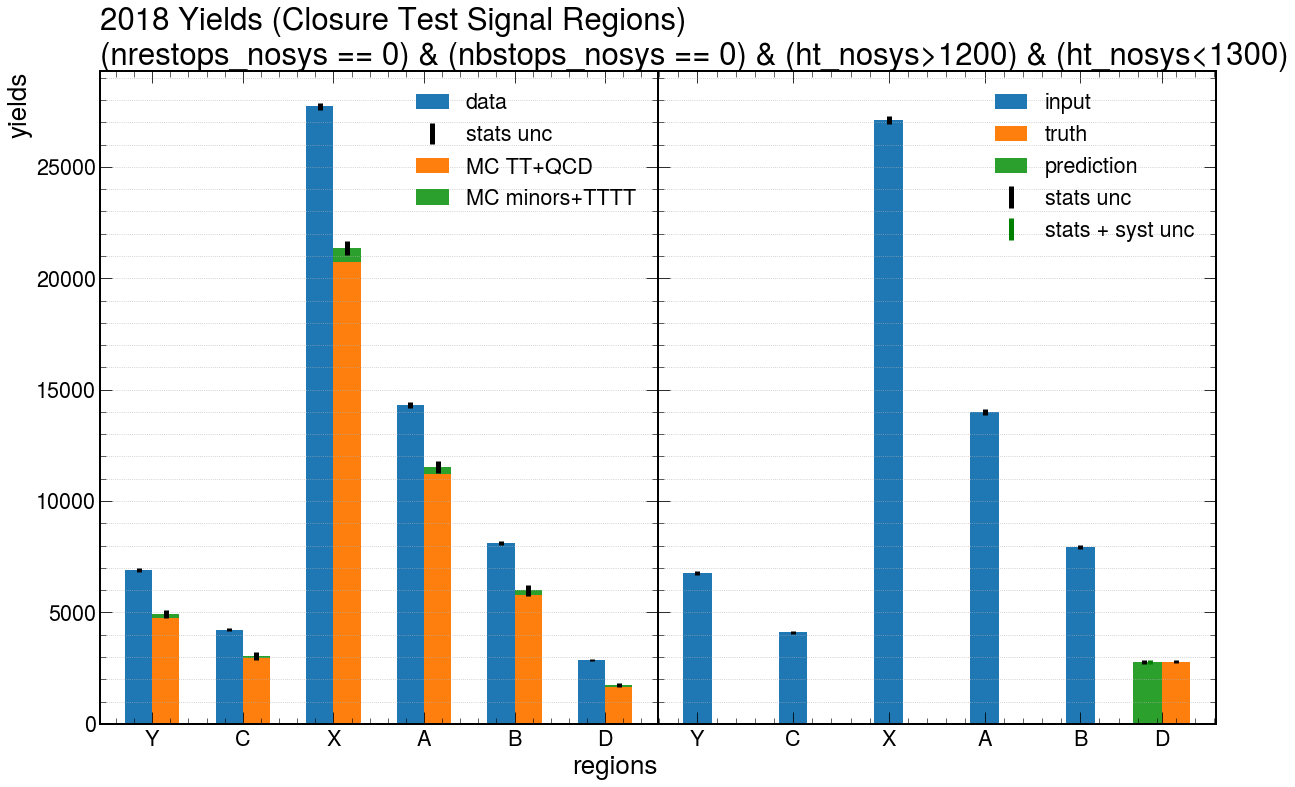 2018 Yields (Closure Test Signal Regions)
(nrestops_nosys == 0) & (nbstops_nosys == 0) & (ht_nosys>1200) & (ht_nosys<1300)
yields
data
stats unc
MC TT+QCD
MC minors+TTTT
input
truth
prediction
stats unc
stats + syst unc
25000
20000
15000
10000
5000
0
Y C X A B D
Y C X A B D
regions